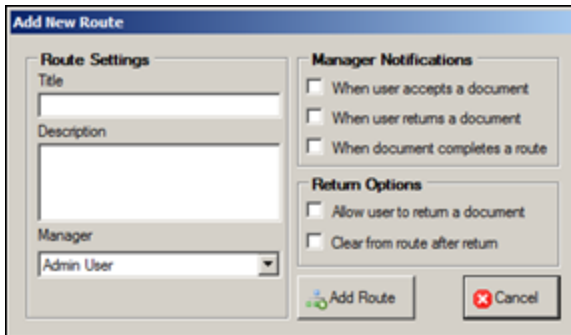 Add New Route
Route Settings
Title
Description
Manager
Admin User
Manager Notifications
When user accepts a document
When user returns a document
When document completes a route
Return Options
Allow user to return a document
Clear from route after return
Add Route
Cancel